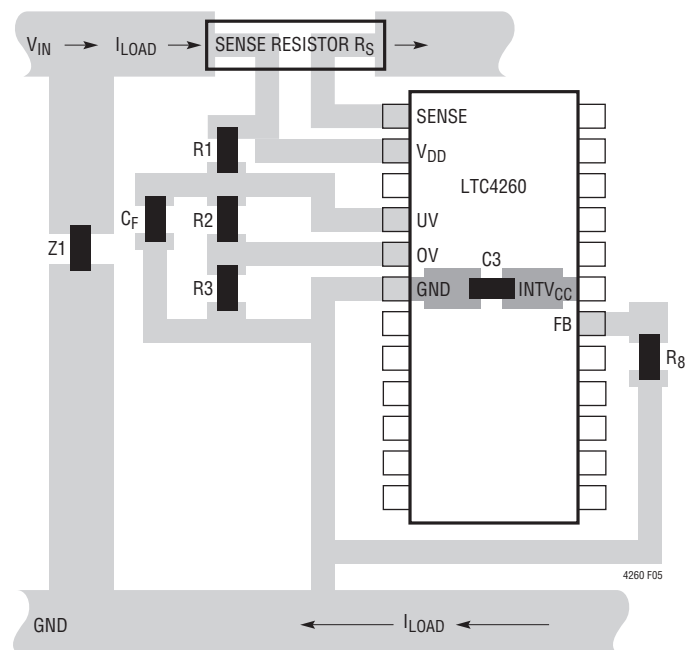 VIN ILOAD SENSE RESISTOR RS
SENSE
R1
VDD
LTC4260
CF
R2
UV
Z1
OV
C3
R3
GND INTVCC
FB
R8
4260 F05
GND
ILOAD